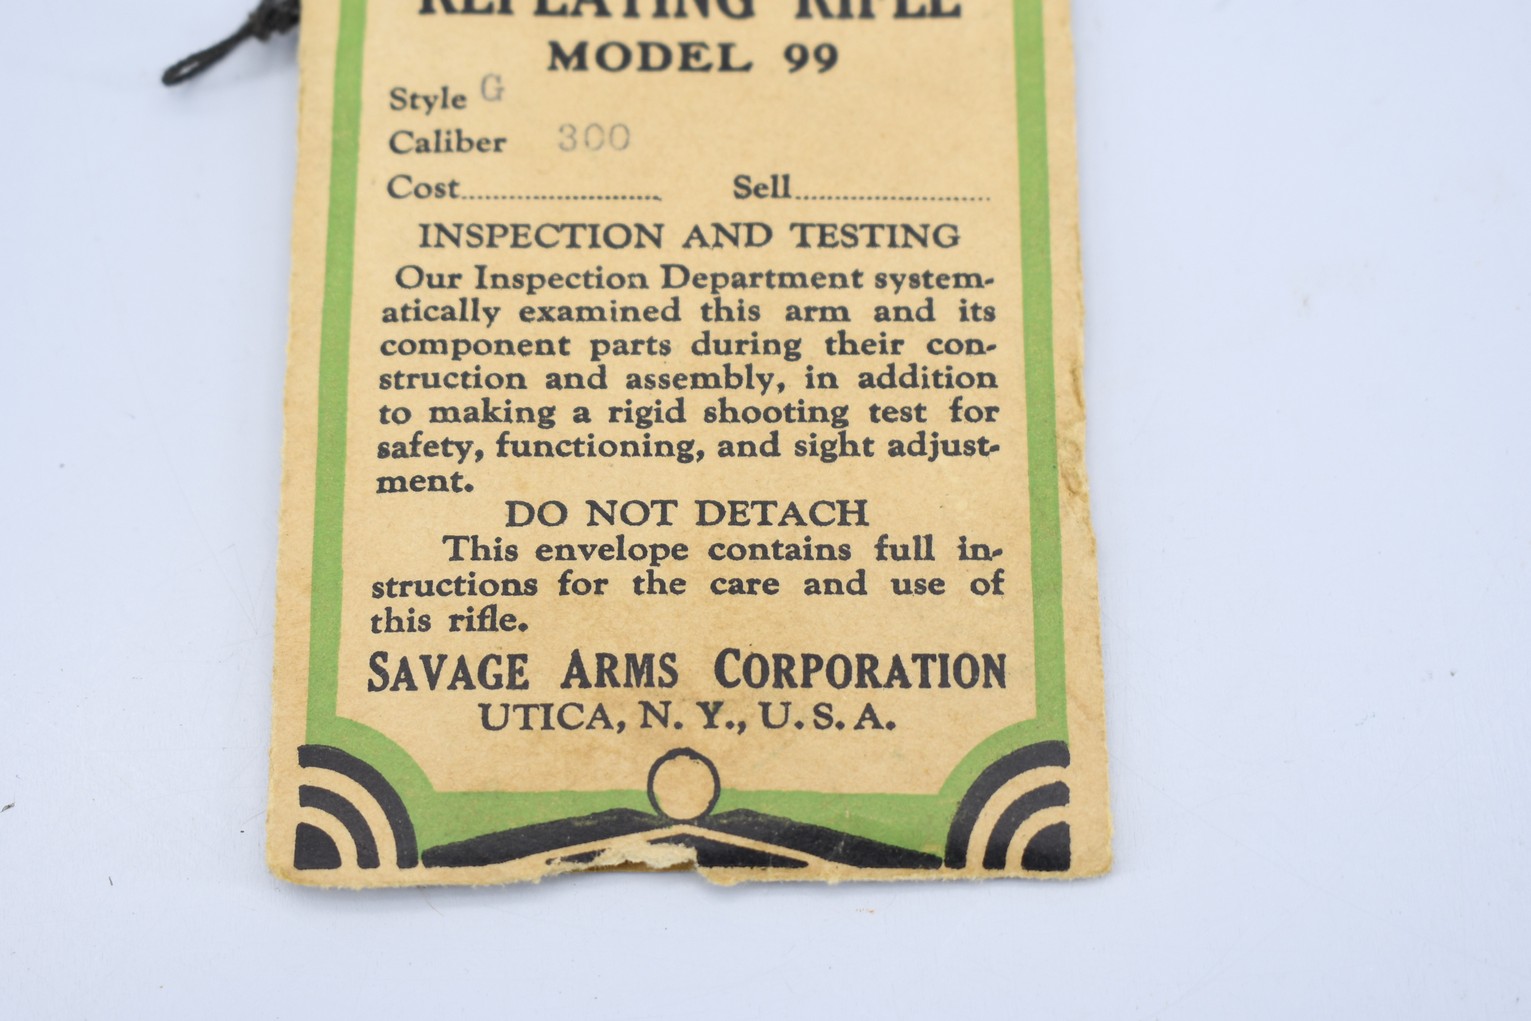 REPEATING RIFLE
MODEL 99
Style G
Caliber 300
Cost.............................. Sell..............................
INSPECTION AND TESTING
Our Inspection Department system-
atically examined this arm and its
component parts during their con-
struction and assembly, in addition
to making a rigid shooting test for
safety, functioning, and sight adjust-
ment.
DO NOT DETACH
This envelope contains full in-
structions for the care and use of
this rifle.
SAVAGE ARMS CORPORATION
UTICA, N. Y., U. S. A.